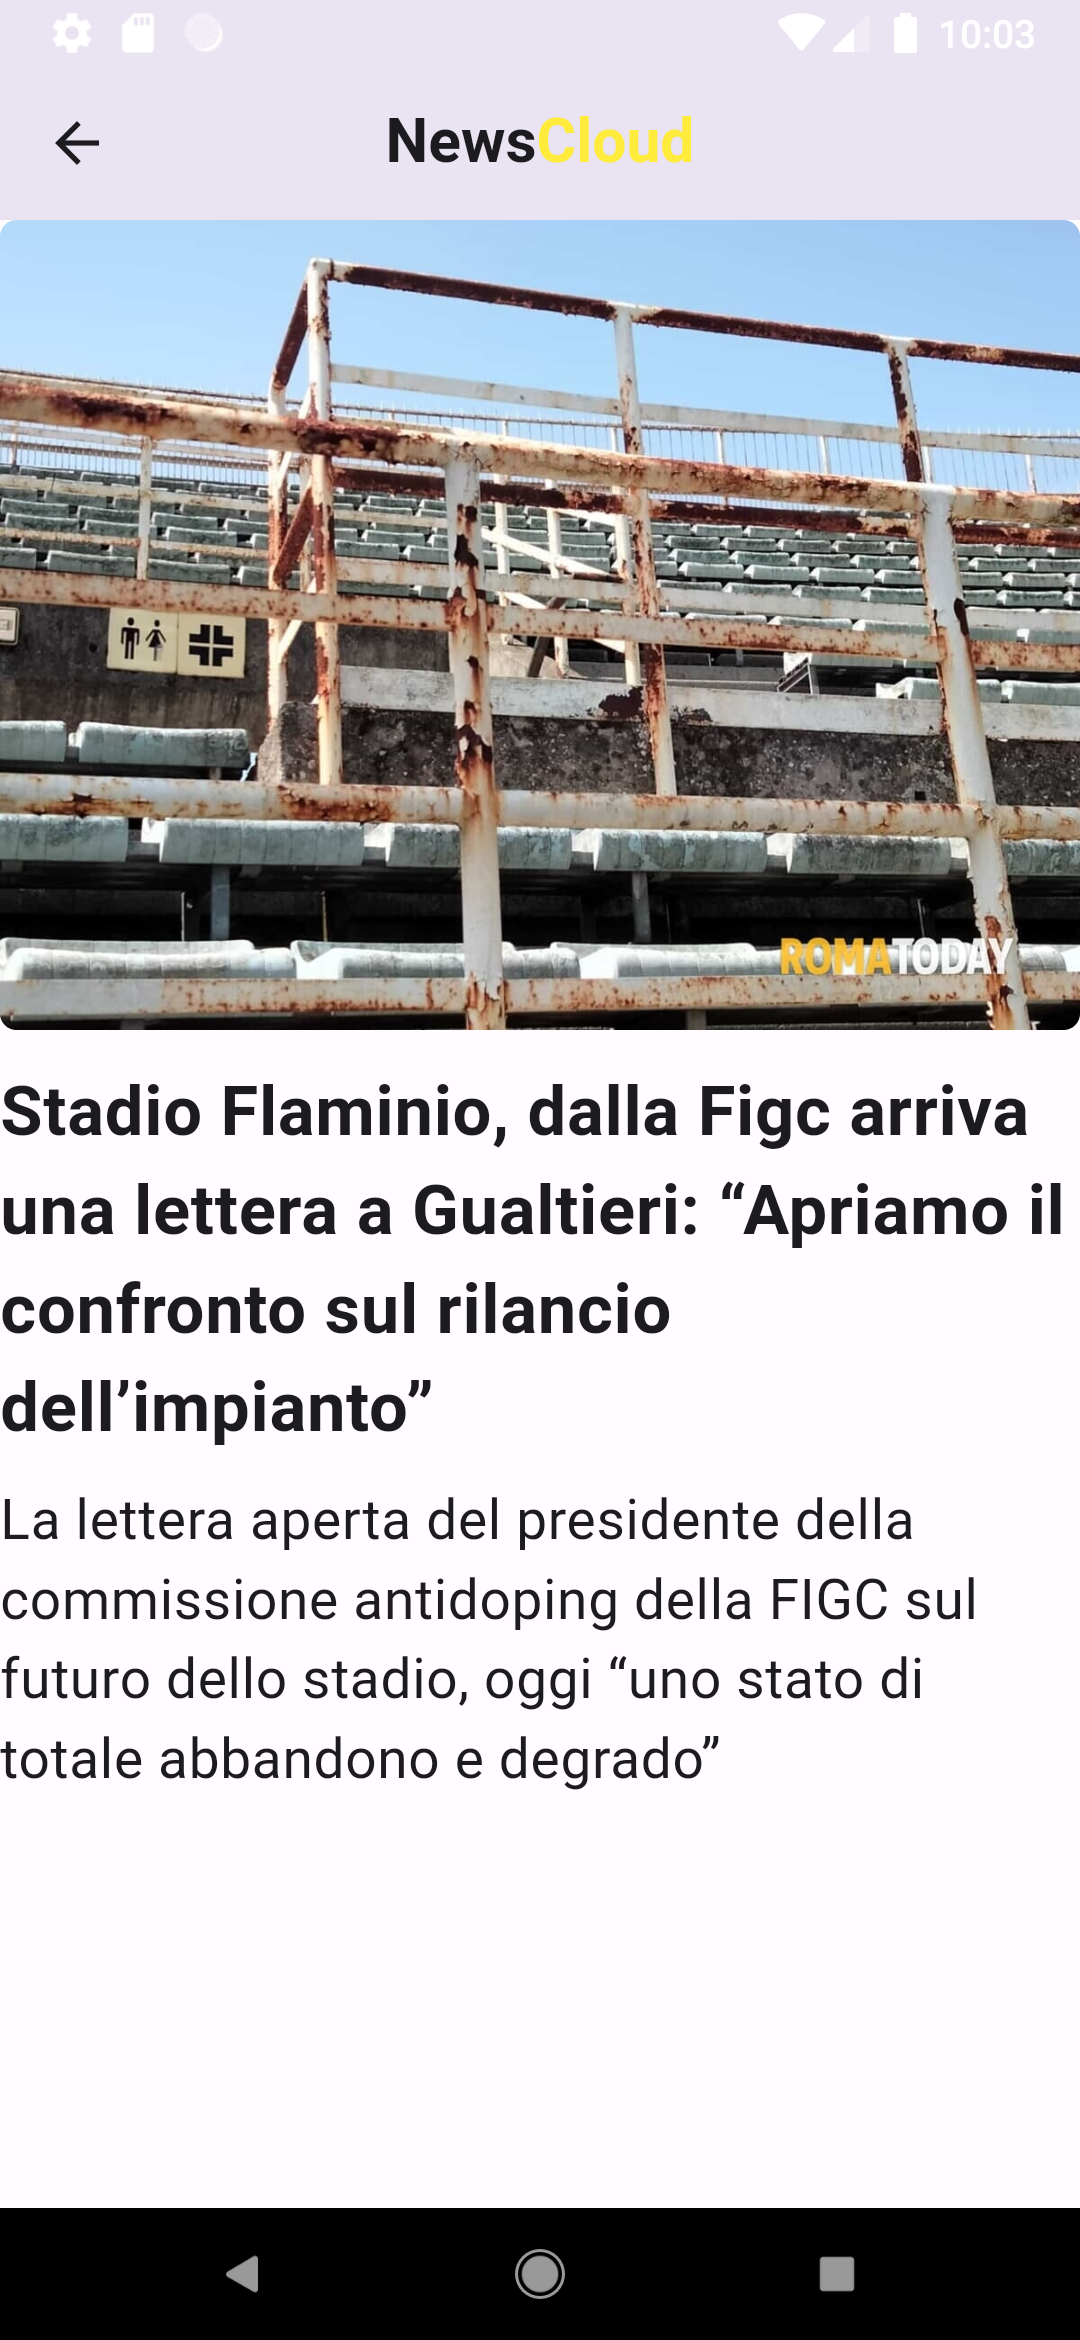 10:03
NewsCloud
ROMATODAY
Stadio Flaminio, dalla Figc arriva
una lettera a Gualtieri: “Apriamo il
confronto sul rilancio
dell’impianto”
La lettera aperta del presidente della
commissione antidoping della FIGC sul
futuro dello stadio, oggi “uno stato di
totale abbandono e degrado”